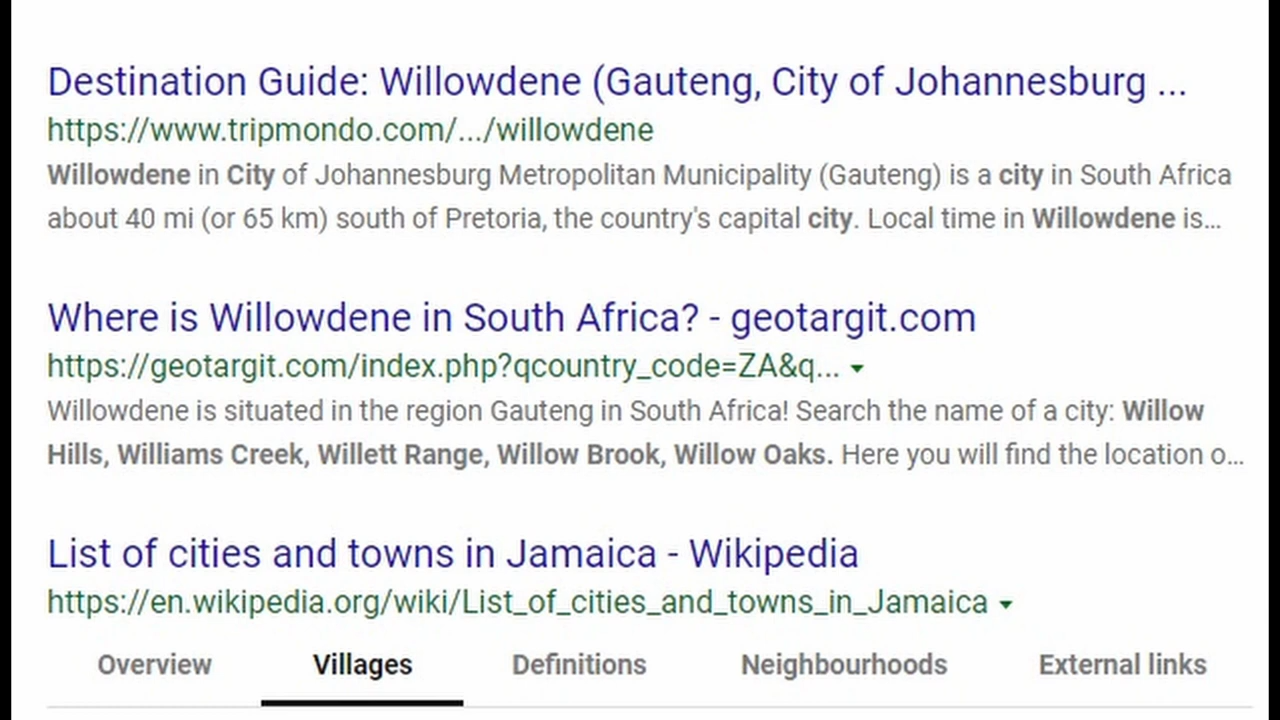 Destination Guide: Willowdene (Gauteng, City of Johannesburg ...
https://www.tripmondo.com/.../willowdene
Willowdene in City of Johannesburg Metropolitan Municipality (Gauteng) is a city in South Africa
about 40 mi (or 65 km) south of Pretoria, the country's capital city. Local time in Willowdene is...
Where is Willowdene in South Africa? - geotargit.com
https://geotargit.com/index.php?qcountry_code=ZA&q...
Willowdene is situated in the region Gauteng in South Africa! Search the name of a city: Willow
Hills, Williams Creek, Willett Range, Willow Brook, Willow Oaks. Here you will find the location o...
List of cities and towns in Jamaica - Wikipedia
https://en.wikipedia.org/wiki/List_of_cities_and_towns_in_Jamaica
Overview Villages Definitions Neighbourhoods External links